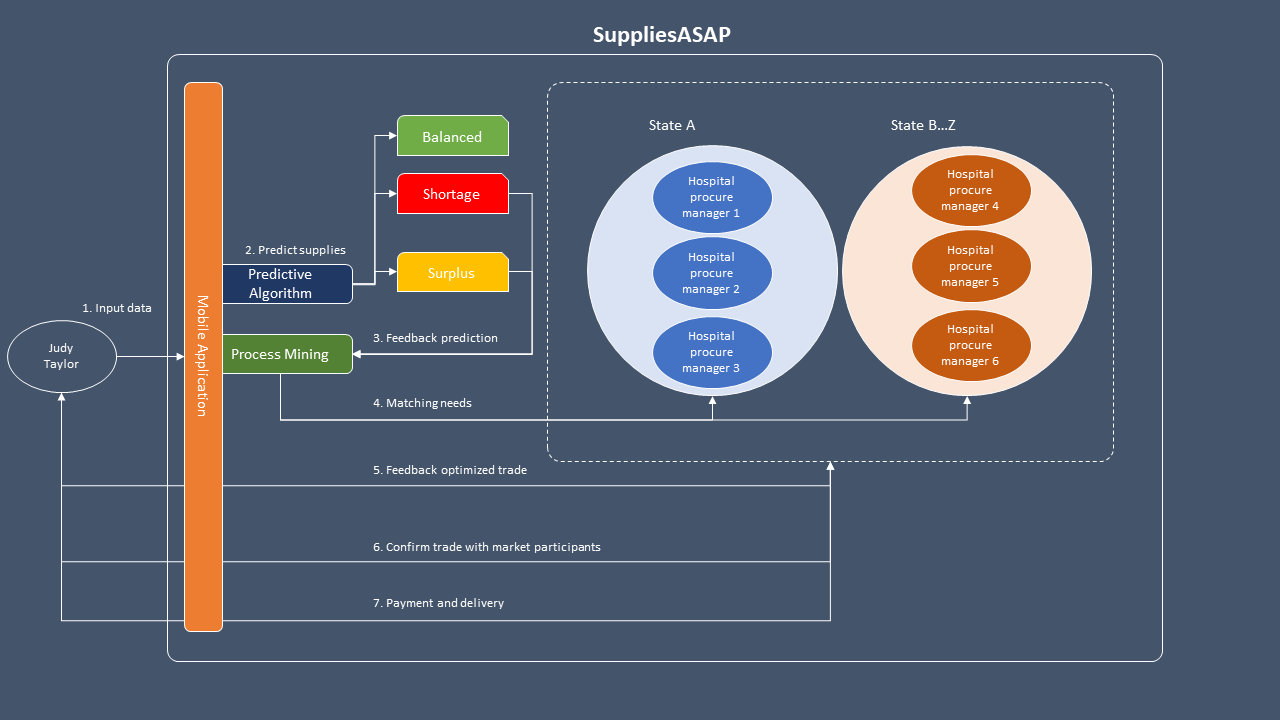 SuppliesASAP
State A
State B...Z
Balanced
Shortage
Surplus
2. Predict supplies
Predictive
Algorithm
1. Input data
Judy
Taylor
Mobile Application
Process Mining
3. Feedback prediction
4. Matching needs
Hospital
procure
manager 1
Hospital
procure
manager 2
Hospital
procure
manager 3
Hospital
procure
manager 4
Hospital
procure
manager 5
Hospital
procure
manager 6
5. Feedback optimized trade
6. Confirm trade with market participants
7. Payment and delivery